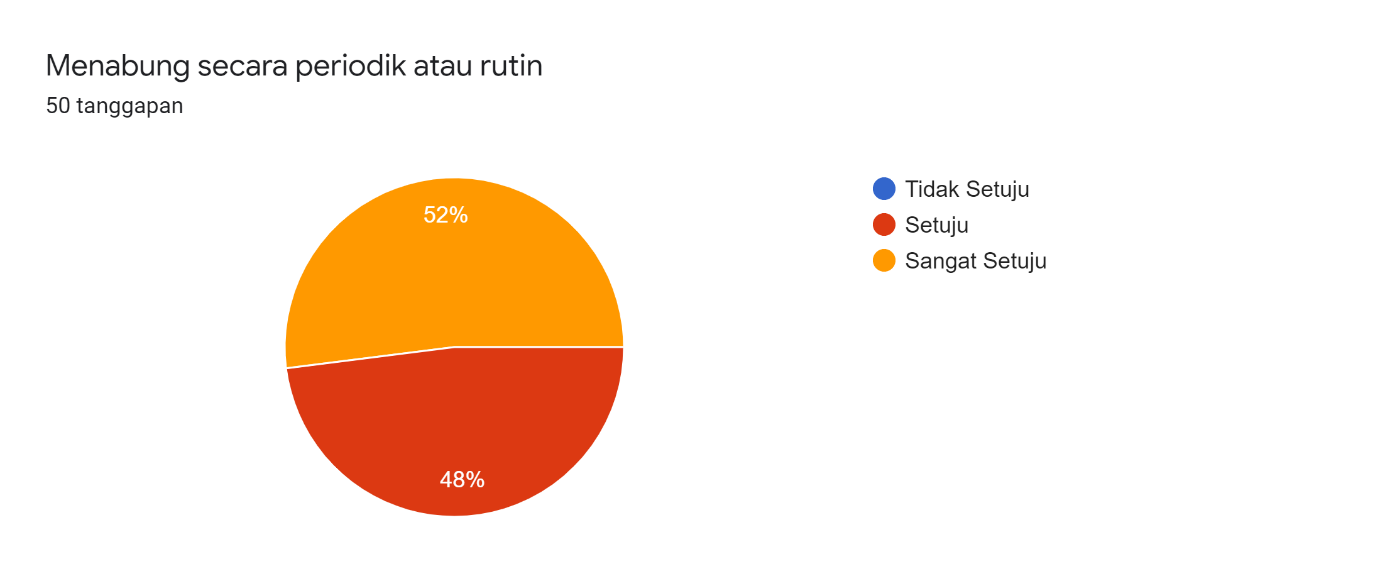 Menabung secara periodik atau rutin
50 tanggapan
52%
48%
Tidak Setuju
Setuju
Sangat Setuju